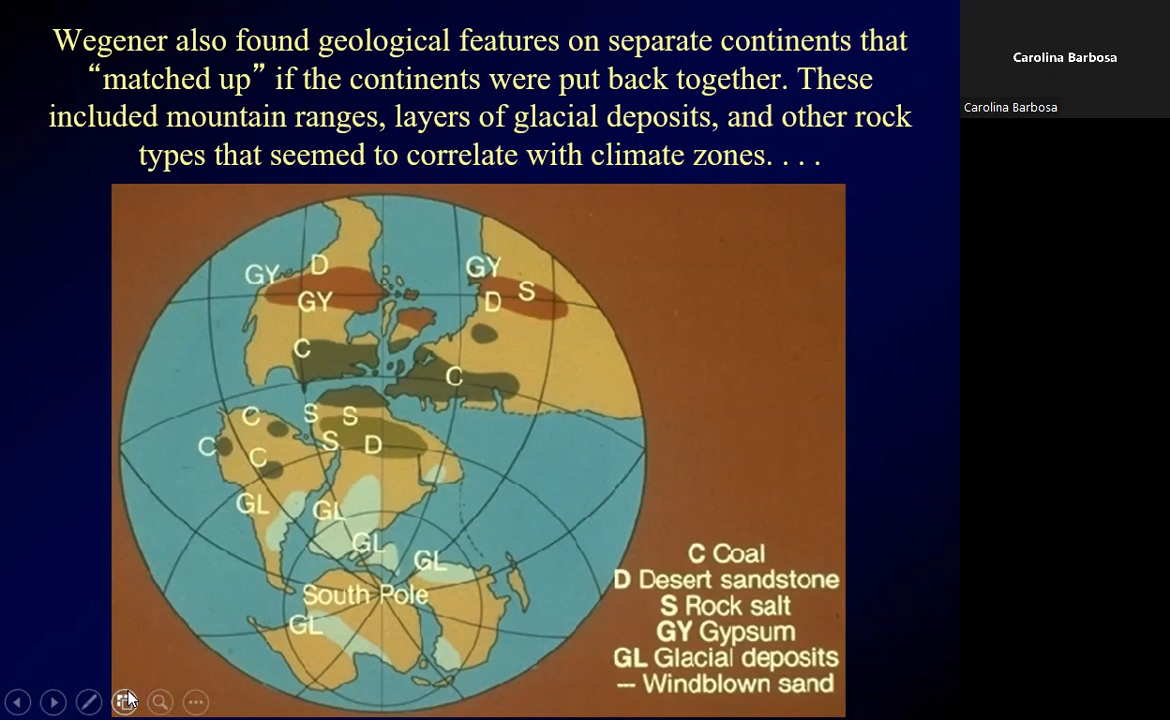 Wegener also found geological features on separate continents that
“matched up” if the continents were put back together. These
included mountain ranges, layers of glacial deposits, and other rock
types that seemed to correlate with climate zones. . . .
Carolina Barbosa
Carolina Barbosa
GY D GY
GY D S
C
C
C S S
C C S D
GL GL
GL GL
South Pole
GL
C Coal
D Desert sandstone
S Rock salt
GY Gypsum
GL Glacial deposits
-- Windblown sand